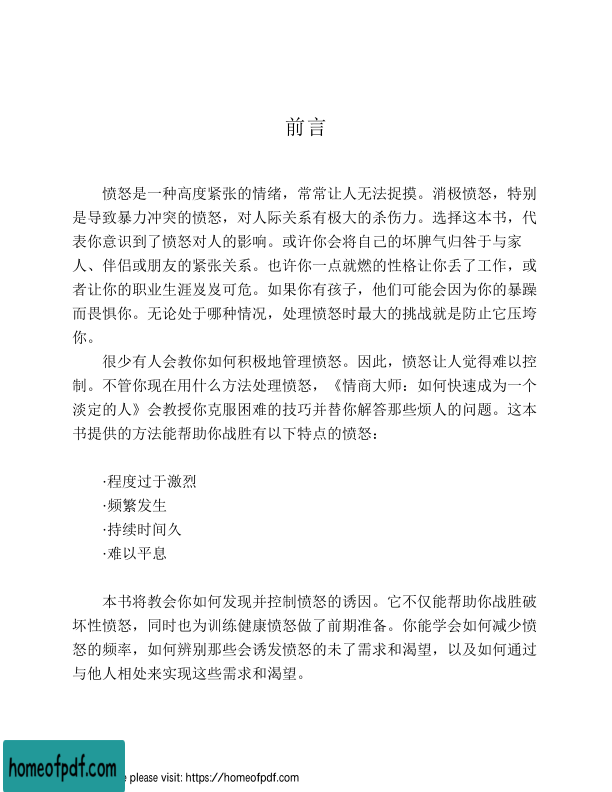 前言
愤怒是一种高度紧张的情绪，常常让人无法捉摸。消极愤怒，特别
是导致暴力冲突的愤怒，对人际关系有极大的杀伤力。选择这本书，代
表你意识到了愤怒对人的影响。或许你会将自己的坏脾气归咎于与家
人、伴侣或朋友的紧张关系。也许你一点就燃的性格让你丢了工作，或
者让你的职业生涯岌岌可危。如果你有孩子，他们可能会因为你的暴躁
而畏惧你。无论处于哪种情况，处理愤怒时最大的挑战就是防止它压垮
你。
很少有人会教你如何积极地管理愤怒。因此，愤怒让人觉得难以控
制。不管你现在用什么方法处理愤怒，《情商大师：如何快速成为一个
淡定的人》会教授你克服困难的技巧并替你解答那些烦人的问题。这本
书提供的方法能帮助你战胜有以下特点的愤怒：
·程度过于激烈
·频繁发生
·持续时间久
·难以平息
本书将教会你如何发现并控制愤怒的诱因。它不仅能帮助你战胜破
坏性愤怒，同时也为训练健康愤怒做了前期准备。你能学会如何减少愤
怒的频率，如何辨别那些会诱发愤怒的未了需求和渴望，以及如何通过
与他人相处来实现这些需求和渴望。
homeofpdf.com
e please visit: https://homeofpdf.com